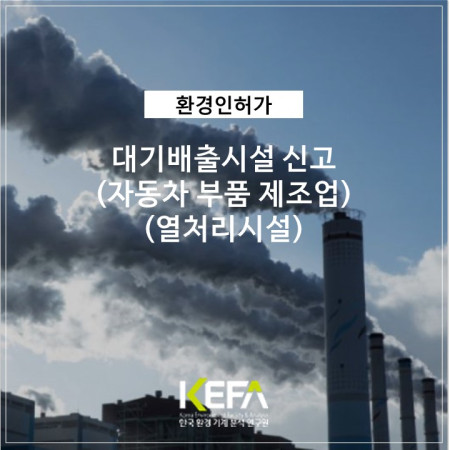 환경인허가
대기배출시설 신고
(자동차 부품 제조업)
(열처리시설)
KEFA
한국 환경 기계 분석 연구원